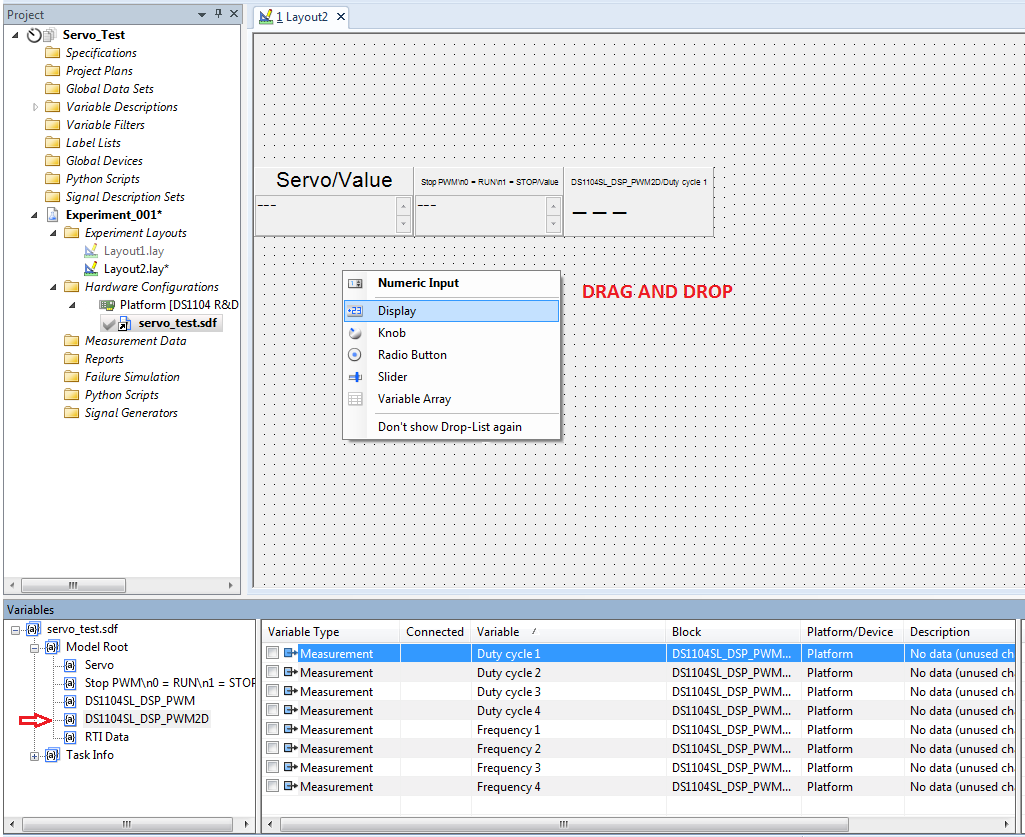 Project
Servo_Test
Specifications
Project Plans
Global Data Sets
Variable Descriptions
Variable Filters
Label Lists
Global Devices
Python Scripts
Signal Description Sets
Experiment_001*
Experiment Layouts
Layout1.lay
Layout2.lay*
Hardware Configurations
Platform [DS1104 R&D
servo_test.sdf
Measurement Data
Reports
Failure Simulation
Python Scripts
Signal Generators
1 Layout2
Servo/Value
Stop PWM\n0 = RUN\n1 = STOP/Value
DS1104SL_DSP_PWM2D/Duty cycle 1
---
---
---
Numeric Input
Display
Knob
Radio Button
Slider
Variable Array
Don't show Drop-List again
DRAG AND DROP
Variables
servo_test.sdf
Model Root
Servo
Stop PWM\n0 = RUN\n1 = STOP
DS1104SL_DSP_PWM
DS1104SL_DSP_PWM2D
RTI Data
Task Info
Variable Type Connected Variable / Block Platform/Device Description
Measurement Duty cycle 1 DS1104SL_DSP_PWM... Platform No data (unused ch
Measurement Duty cycle 2 DS1104SL_DSP_PWM... Platform No data (unused ch
Measurement Duty cycle 3 DS1104SL_DSP_PWM... Platform No data (unused ch
Measurement Duty cycle 4 DS1104SL_DSP_PWM... Platform No data (unused ch
Measurement Frequency 1 DS1104SL_DSP_PWM... Platform No data (unused ch
Measurement Frequency 2 DS1104SL_DSP_PWM... Platform No data (unused ch
Measurement Frequency 3 DS1104SL_DSP_PWM... Platform No data (unused ch
Measurement Frequency 4 DS1104SL_DSP_PWM... Platform No data (unused ch